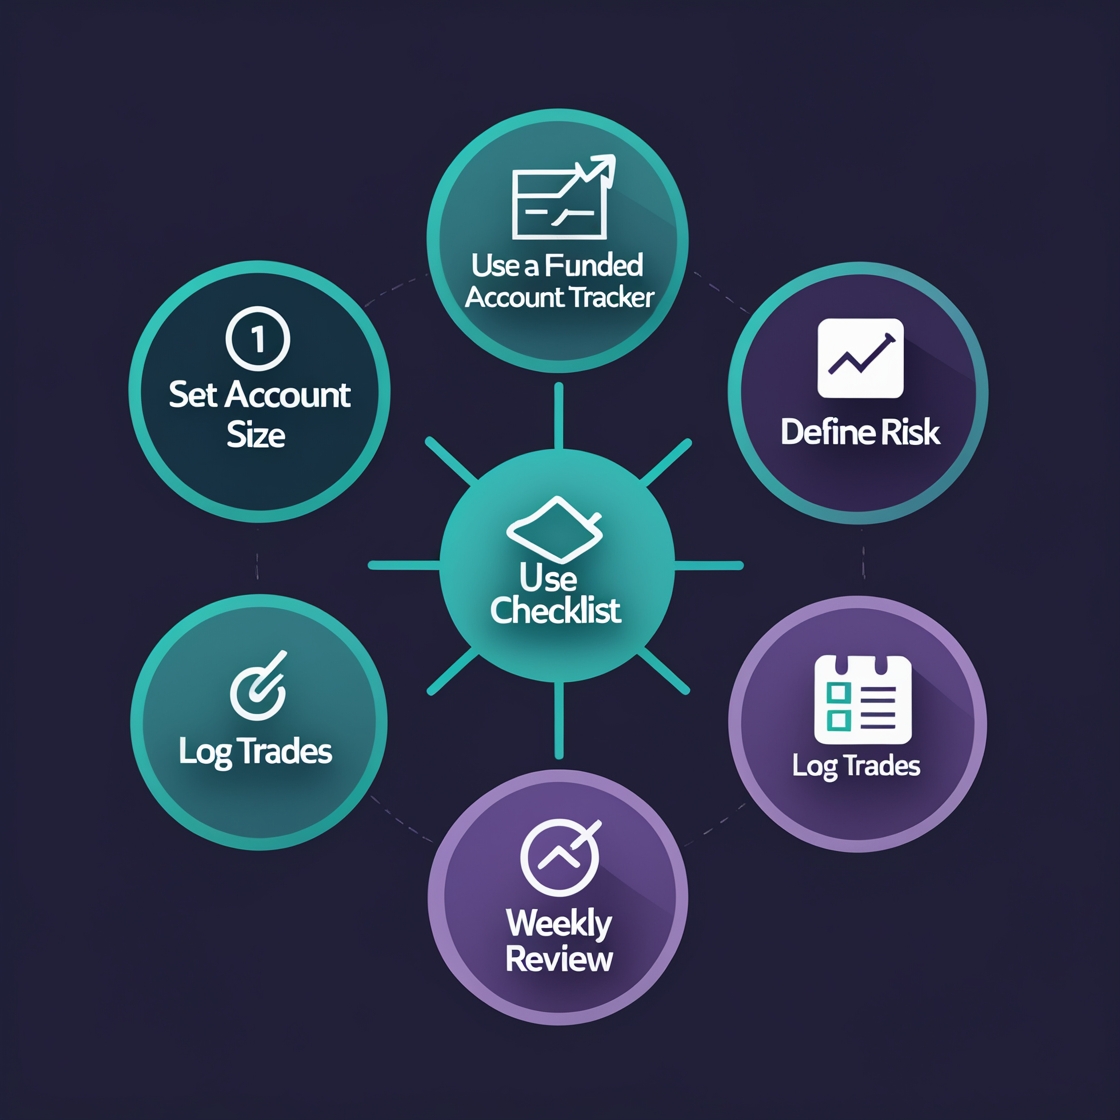 Use a Funded
Account Tracker
1
Set Account
Size
Define Risk
Use
Checklist
Log Trades
Log Trades
Weekly
Review